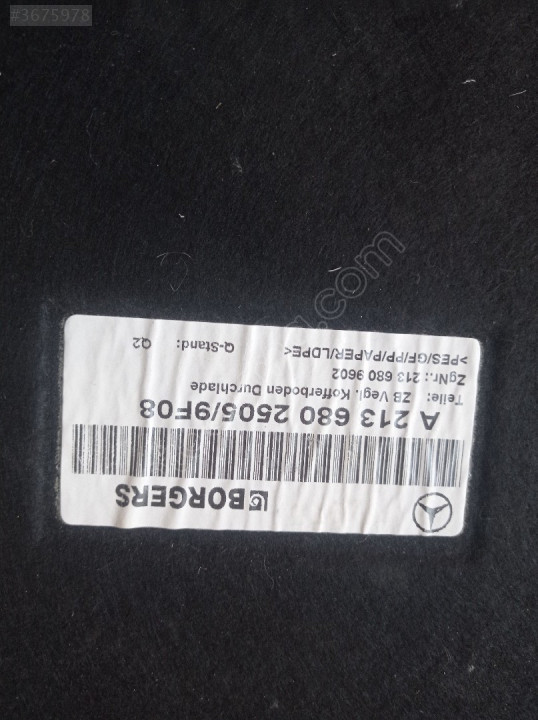 #3675978
BORGERS
A 213 680 2505/9F08
Teile: ZB Vegl. Kofferboden Durchlade
ZgNr.: 213 680 9602
>PES/GF/PP/PAPER/LDPE<
Q-Stand: Q2
.com